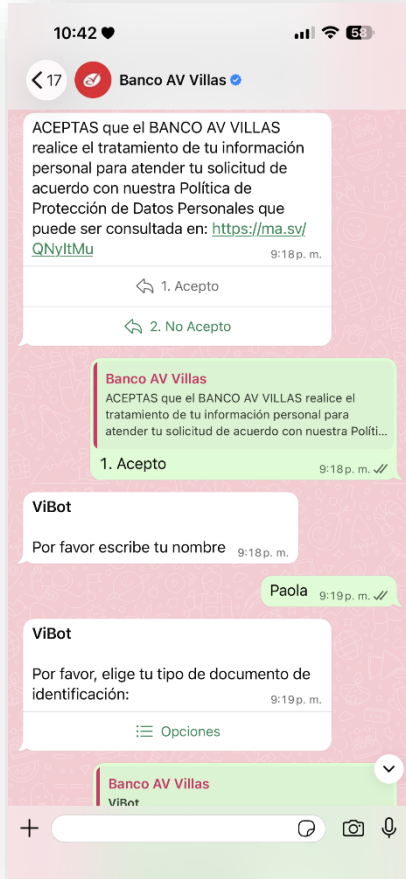 10:42
53
17
Banco AV Villas
ACEPTAS que el BANCO AV VILLAS
realice el tratamiento de tu información
personal para atender tu solicitud de
acuerdo con nuestra Política de
Protección de Datos Personales que
puede ser consultada en: https://ma.sv/
QNyItMu
9:18 p. m.
1. Acepto
2. No Acepto
Banco AV Villas
ACEPTAS que el BANCO AV VILLAS realice el
tratamiento de tu información personal para
atender tu solicitud de acuerdo con nuestra Políti...
1. Acepto
9:18 p. m.
ViBot
Por favor escribe tu nombre
9:18 p. m.
Paola
9:19 p. m.
ViBot
Por favor, elige tu tipo de documento de
identificación:
9:19 p. m.
Opciones
Banco AV Villas
ViBot